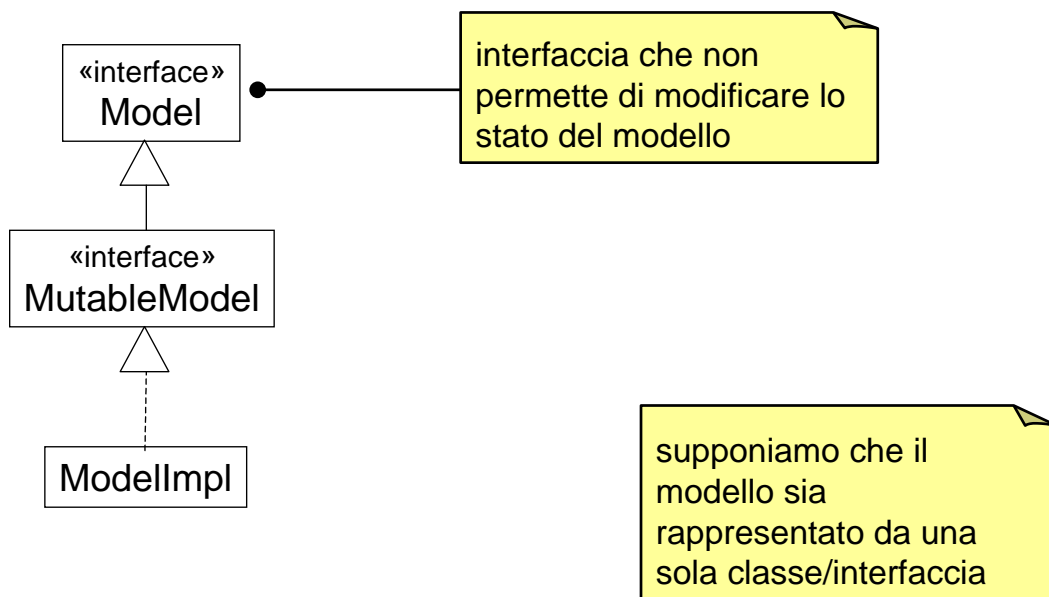 «interface»
Model
interfaccia che non
permette di modificare lo
stato del modello
«interface»
MutableModel
ModelImpl
supponiamo che il
modello sia
rappresentato da una
sola classe/interfaccia